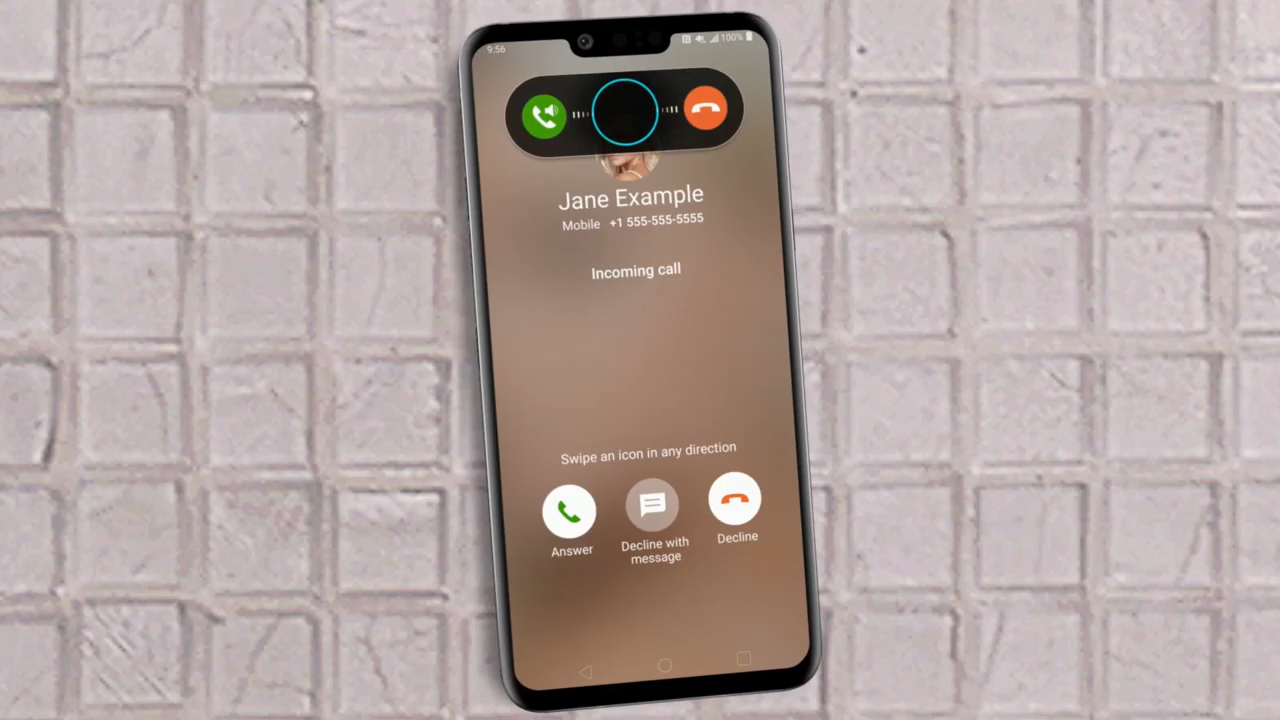 9:56
100%
Jane Example
Mobile +1 555-555-5555
Incoming call
Swipe an icon in any direction
Answer
Decline with
message
Decline